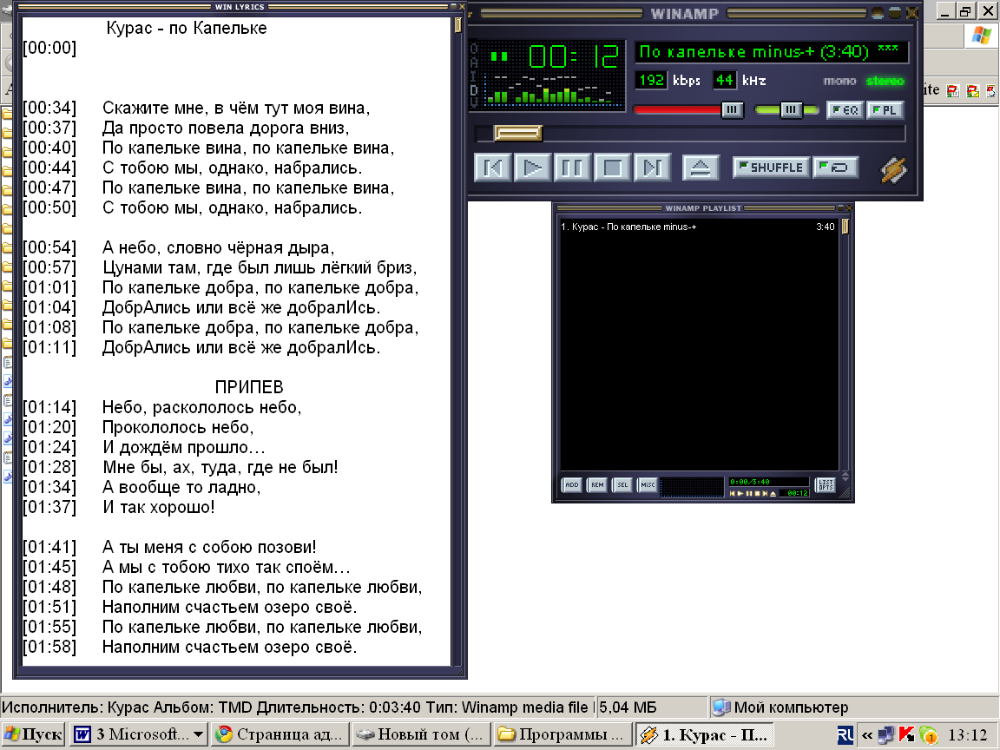 WIN LYRICS
Курас - по Капельке
[00:00]
[00:34] Скажите мне, в чём тут моя вина,
[00:37] Да просто повела дорога вниз,
[00:40] По капельке вина, по капельке вина,
[00:44] С тобою мы, однако, набрались.
[00:47] По капельке вина, по капельке вина,
[00:50] С тобою мы, однако, набрались.
[00:54] А небо, словно чёрная дыра,
[00:57] Цунами там, где был лишь лёгкий бриз,
[01:01] По капельке добра, по капельке добра,
[01:04] ДобрАлись или всё же добралИсь.
[01:08] По капельке добра, по капельке добра,
[01:11] ДобрАлись или всё же добралИсь.
ПРИПЕВ
[01:14] Небо, раскололось небо,
[01:20] Прокололось небо,
[01:24] И дождём прошло…
[01:28] Мне бы, ах, туда, где не был!
[01:34] А вообще то ладно,
[01:37] И так хорошо!
[01:41] А ты меня с собою позови!
[01:45] А мы с тобою тихо так споём…
[01:48] По капельке любви, по капельке любви,
[01:51] Наполним счастьем озеро своё.
[01:55] По капельке любви, по капельке любви,
[01:58] Наполним счастьем озеро своё.
WINAMP
O A I D V
00:12
По капельке minus-+ (3:40) ***
192 kbps 44 kHz mono stereo
EQ PL
SHUFFLE
WINAMP PLAYLIST
1. Курас - По капельке minus-+ 3:40
ADD REM SEL MISC 0:00/3:40 LIST OPTS
00:12
ite
Исполнитель: Курас Альбом: TMD Длительность: 0:03:40 Тип: Winamp media file 5,04 МБ Мой компьютер
Пуск 3 Microsoft... Страница ад... Новый том (... Программы ... 1. Курас - П... RU « 1 13:12